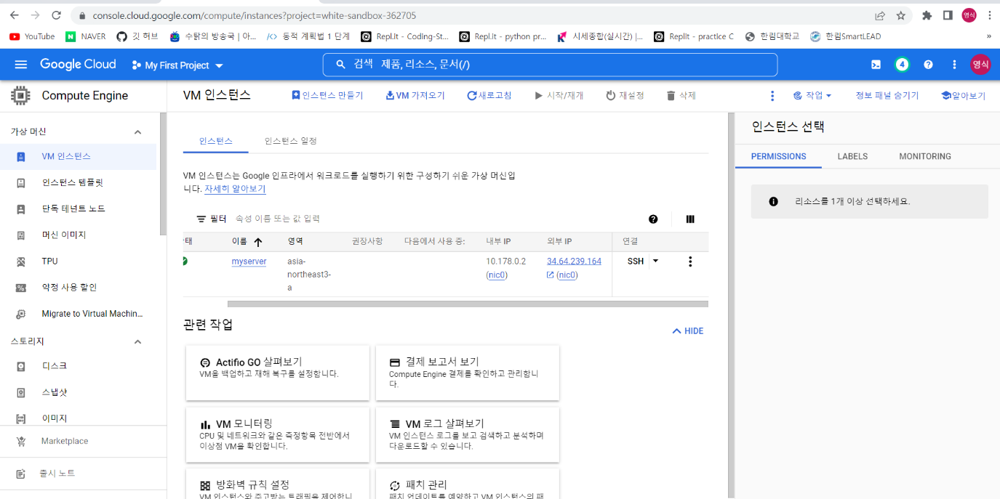 console.cloud.google.com/compute/instances?project=white-sandbox-362705
영식
YouTube
NAVER
깃 허브
수탉의 방송국 | 아...
동적 계획법 1 단계
Repl.it - Coding-St...
Repl.it - python pr...
시세종합(실시간) |...
ReplIt - practice C
한림대학교
한림SmartLEAD
»
Google Cloud
My First Project
검색 제품, 리소스, 문서(/)
4
영식
Compute Engine
VM 인스턴스
인스턴스 만들기
VM 가져오기
새로고침
시작/재개
재설정
삭제
작업
정보 패널 숨기기
알아보기
가상 머신
VM 인스턴스
인스턴스 템플릿
단독 테넌트 노드
머신 이미지
TPU
약정 사용 할인
Migrate to Virtual Machin...
스토리지
디스크
스냅샷
이미지
Marketplace
출시 노트
인스턴스
인스턴스 일정
VM 인스턴스는 Google 인프라에서 워크로드를 실행하기 위한 구성하기 쉬운 가상 머신입
니다. 자세히 알아보기
필터 속성 이름 또는 값 입력
태 이름 영역 권장사항 다음에서 사용 중: 내부 IP 외부 IP 연결
myserver asia- 10.178.0.2 34.64.239.164 SSH
northeast3- (nic0) (nic0)
a
관련 작업
HIDE
Actifio GO 살펴보기
VM을 백업하고 재해 복구를 설정합니다.
결제 보고서 보기
Compute Engine 결제를 확인하고 관리합니
다.
VM 모니터링
CPU 및 네트워크와 같은 측정항목 전반에서
이상점 VM을 확인합니다.
VM 로그 살펴보기
VM 인스턴스 로그를 보고 검색하고 분석하며
다운로드할 수 있습니다.
방화벽 규칙 설정
VM 인스턴스와 주고받는 트래픽을 제어합니
패치 관리
패치 업데이트를 예약하고 VM 인스턴스의 패
인스턴스 선택
PERMISSIONS
LABELS
MONITORING
리소스를 1개 이상 선택하세요.